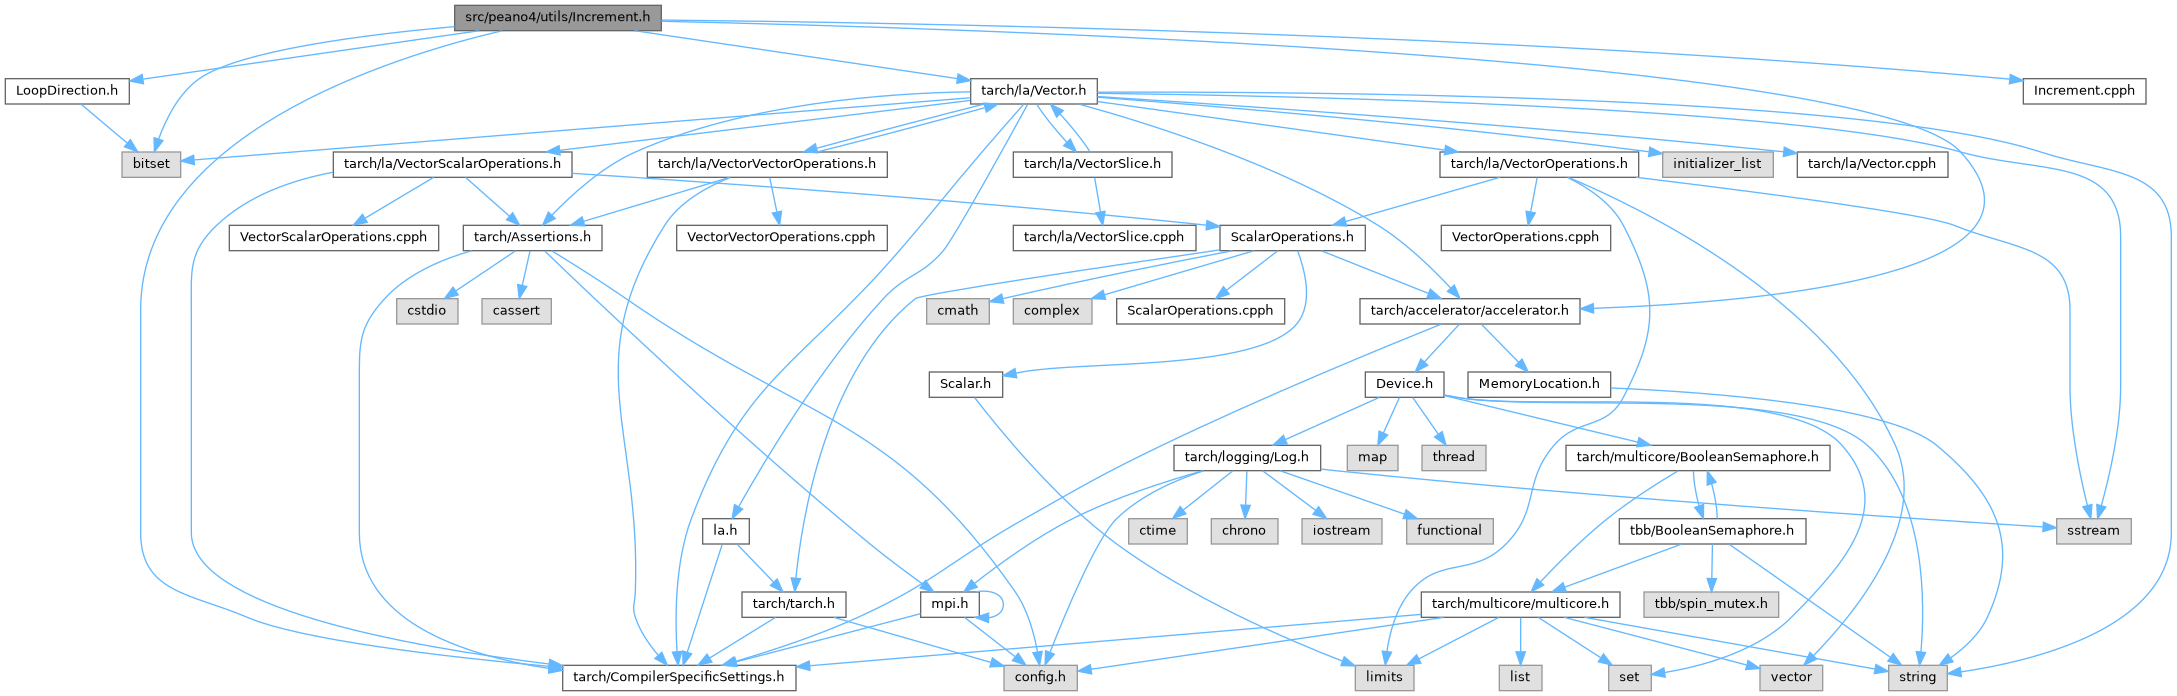 src/peano4/utils/Increment.h
LoopDirection.h
tarch/la/Vector.h
Increment.cpph
bitset
tarch/la/VectorScalarOperations.h
tarch/la/VectorVectorOperations.h
tarch/la/VectorSlice.h
tarch/la/VectorOperations.h
initializer_list
tarch/la/Vector.cpph
VectorScalarOperations.cpph
tarch/Assertions.h
VectorVectorOperations.cpph
tarch/la/VectorSlice.cpph
ScalarOperations.h
VectorOperations.cpph
cstdio
cassert
cmath
complex
ScalarOperations.cpph
tarch/accelerator/accelerator.h
Scalar.h
Device.h
MemoryLocation.h
tarch/logging/Log.h
map
thread
tarch/multicore/BooleanSemaphore.h
la.h
ctime
chrono
iostream
functional
tbb/BooleanSemaphore.h
sstream
tarch/tarch.h
mpi.h
tarch/multicore/multicore.h
tbb/spin_mutex.h
tarch/CompilerSpecificSettings.h
config.h
limits
list
set
vector
string